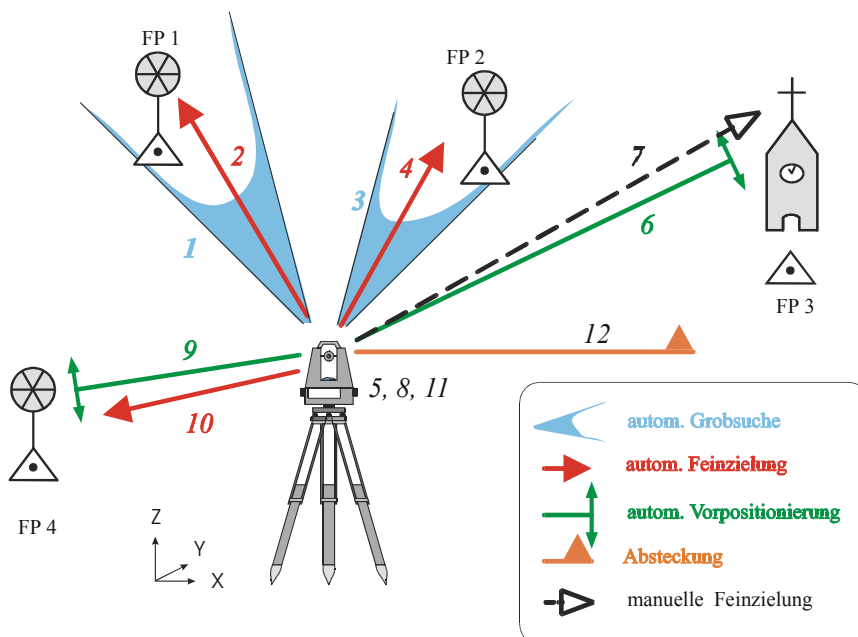 FP 1
FP 2
2
4
7
3
6
1
FP 3
12
9
5, 8, 11
10
FP 4
Z
Y
X
autom. Grobsuche
autom. Feinzielung
autom. Vorpositionierung
Absteckung
manuelle Feinzielung